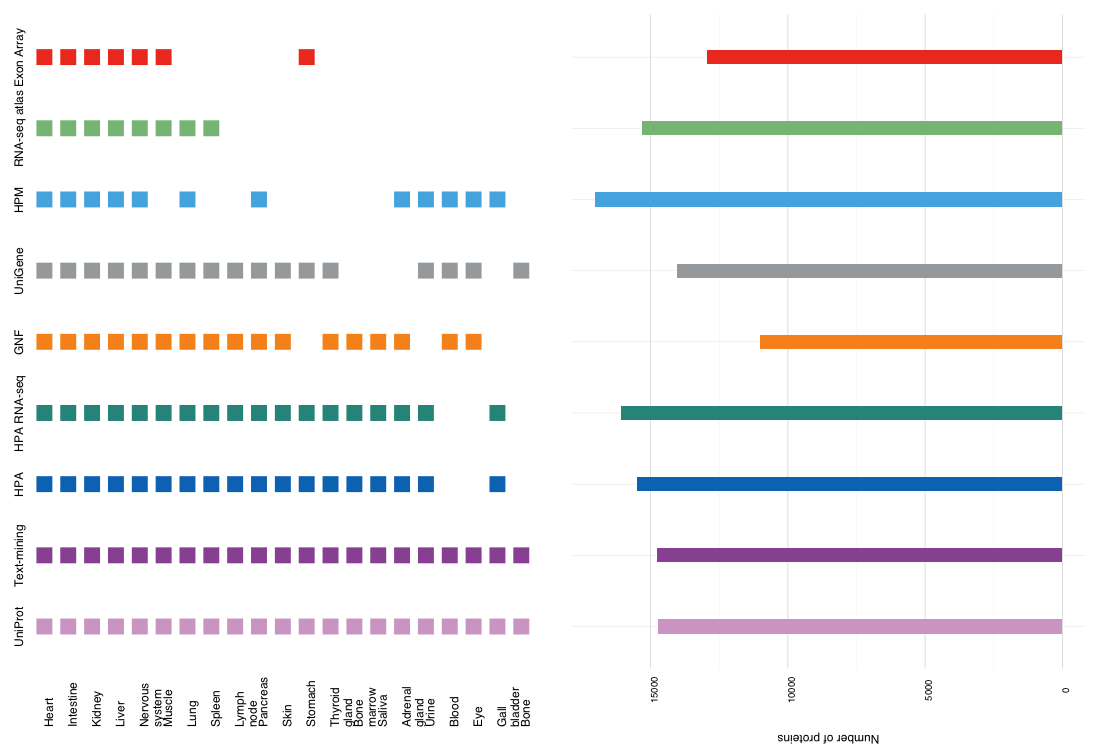 Exon Array
RNA-seq atlas
HPM
UniGene
GNF
HPA RNA-seq
HPA
Text-mining
UniProt
Heart
Intestine
Kidney
Liver
Nervous
system
Muscle
Lung
Spleen
Lymph
node
Pancreas
Skin
Stomach
Thyroid
gland
Bone
marrow
Saliva
Adrenal
gland
Urine
Blood
Eye
Gall
bladder
Bone
15000
10000
5000
0
Number of proteins